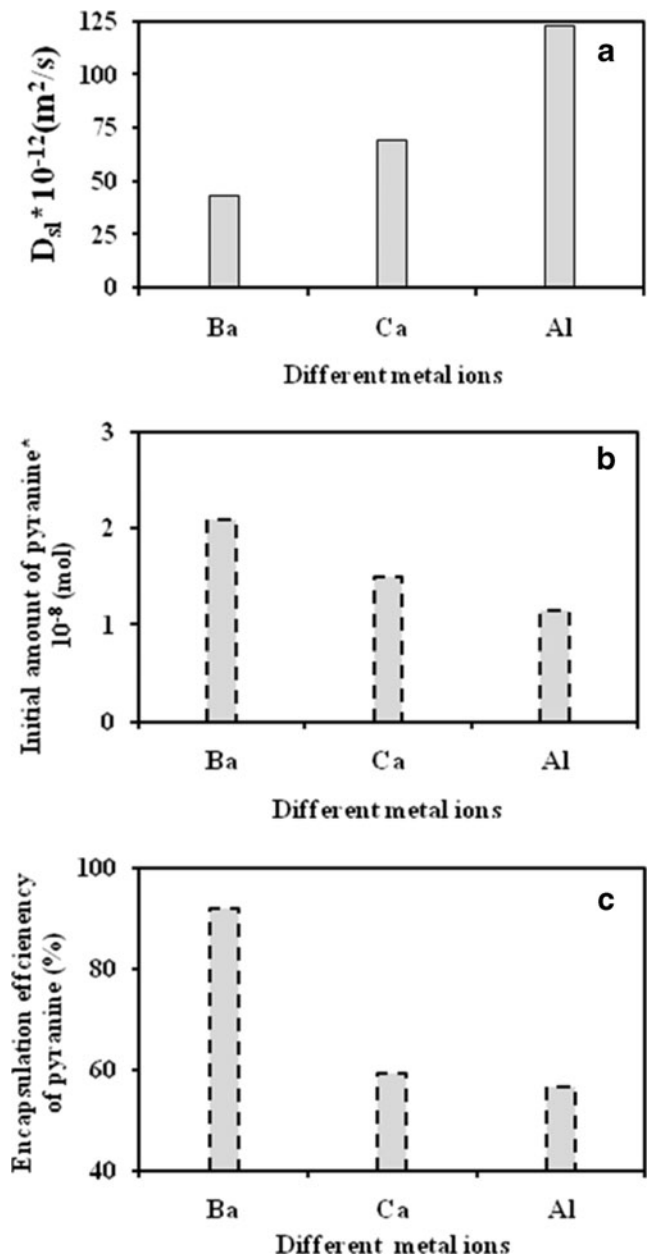 a
D_sl * 10^-12 (m^2/s)
125
100
75
50
25
0
Ba Ca Al
Different metal ions
b
Initial amount of pyranine*
10^-8 (mol)
3
2
1
0
Ba Ca Al
Different metal ions
c
Encapsulation effcienency
of pyranine (%)
100
80
60
40
Ba Ca Al
Different metal ions